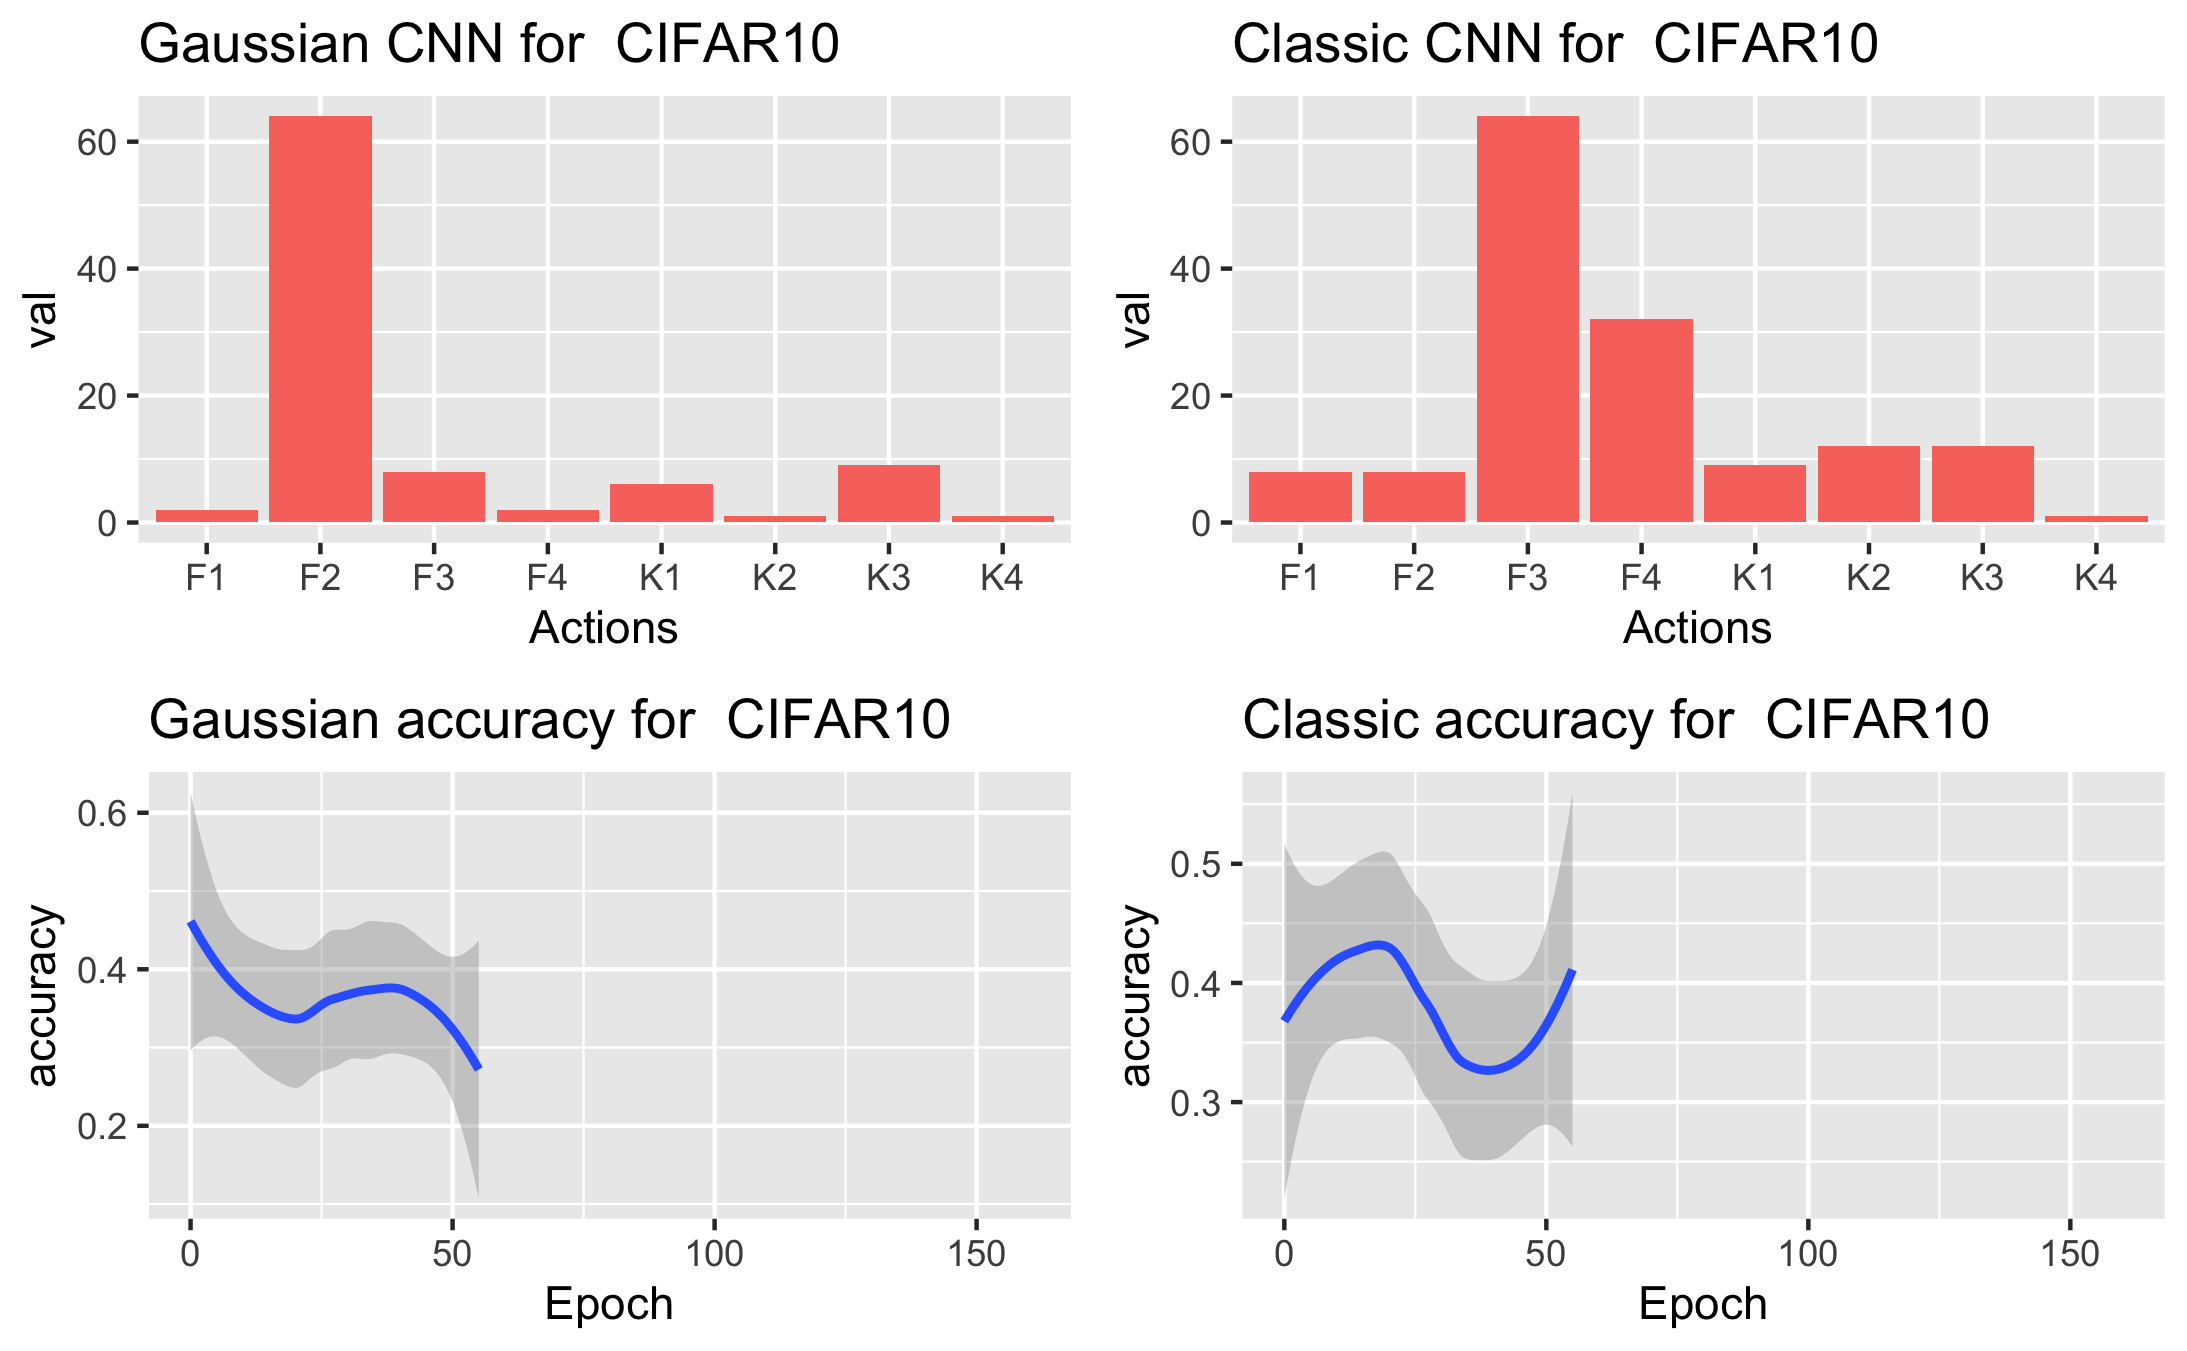 Gaussian CNN for  CIFAR10
val
60
40
20
0
F1 F2 F3 F4 K1 K2 K3 K4
Actions
Classic CNN for  CIFAR10
val
60
40
20
0
F1 F2 F3 F4 K1 K2 K3 K4
Actions
Gaussian accuracy for  CIFAR10
accuracy
0.6
0.4
0.2
0 50 100 150
Epoch
Classic accuracy for  CIFAR10
accuracy
0.5
0.4
0.3
0 50 100 150
Epoch